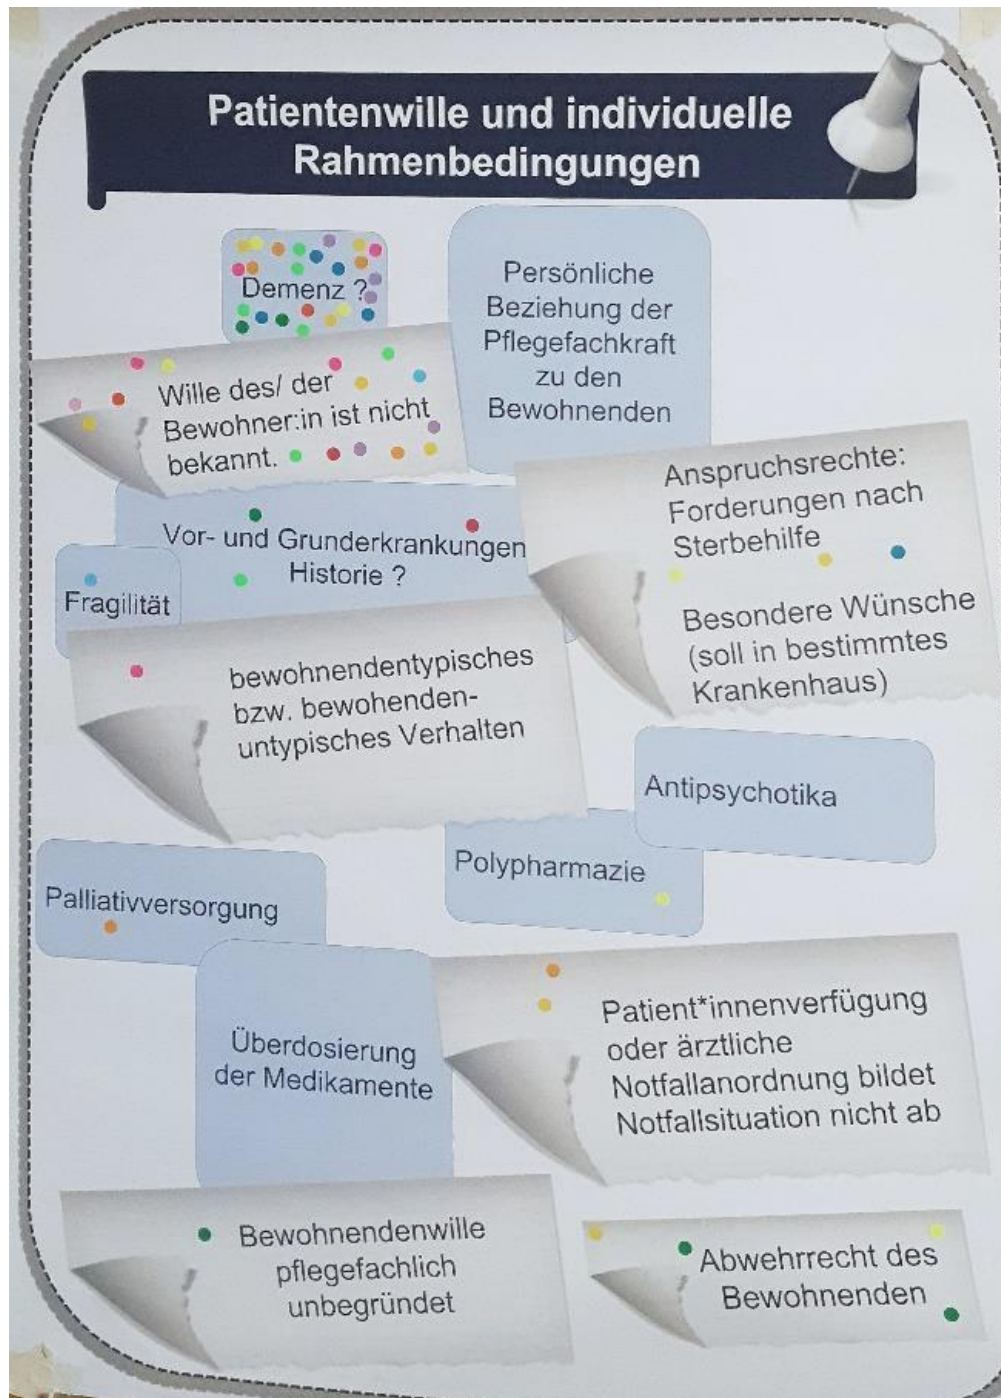 Patientenwille und individuelle
Rahmenbedingungen
Demenz ?
Persönliche
Beziehung der
Pflegefachkraft
zu den
Bewohnenden
Wille des/ der
Bewohner:in ist nicht
bekannt.
Anspruchsrechte:
Forderungen nach
Sterbehilfe
Besondere Wünsche
(soll in bestimmtes
Krankenhaus)
Vor- und Grunderkrankungen
Historie ?
Fragilität
bewohnendentypisches
bzw. bewohenden-
untypisches Verhalten
Antipsychotika
Polypharmazie
Palliativversorgung
Überdosierung
der Medikamente
Patient*innenverfügung
oder ärztliche
Notfallanordnung bildet
Notfallsituation nicht ab
Bewohnendenwille
pflegefachlich
unbegründet
Abwehrrecht des
Bewohnenden